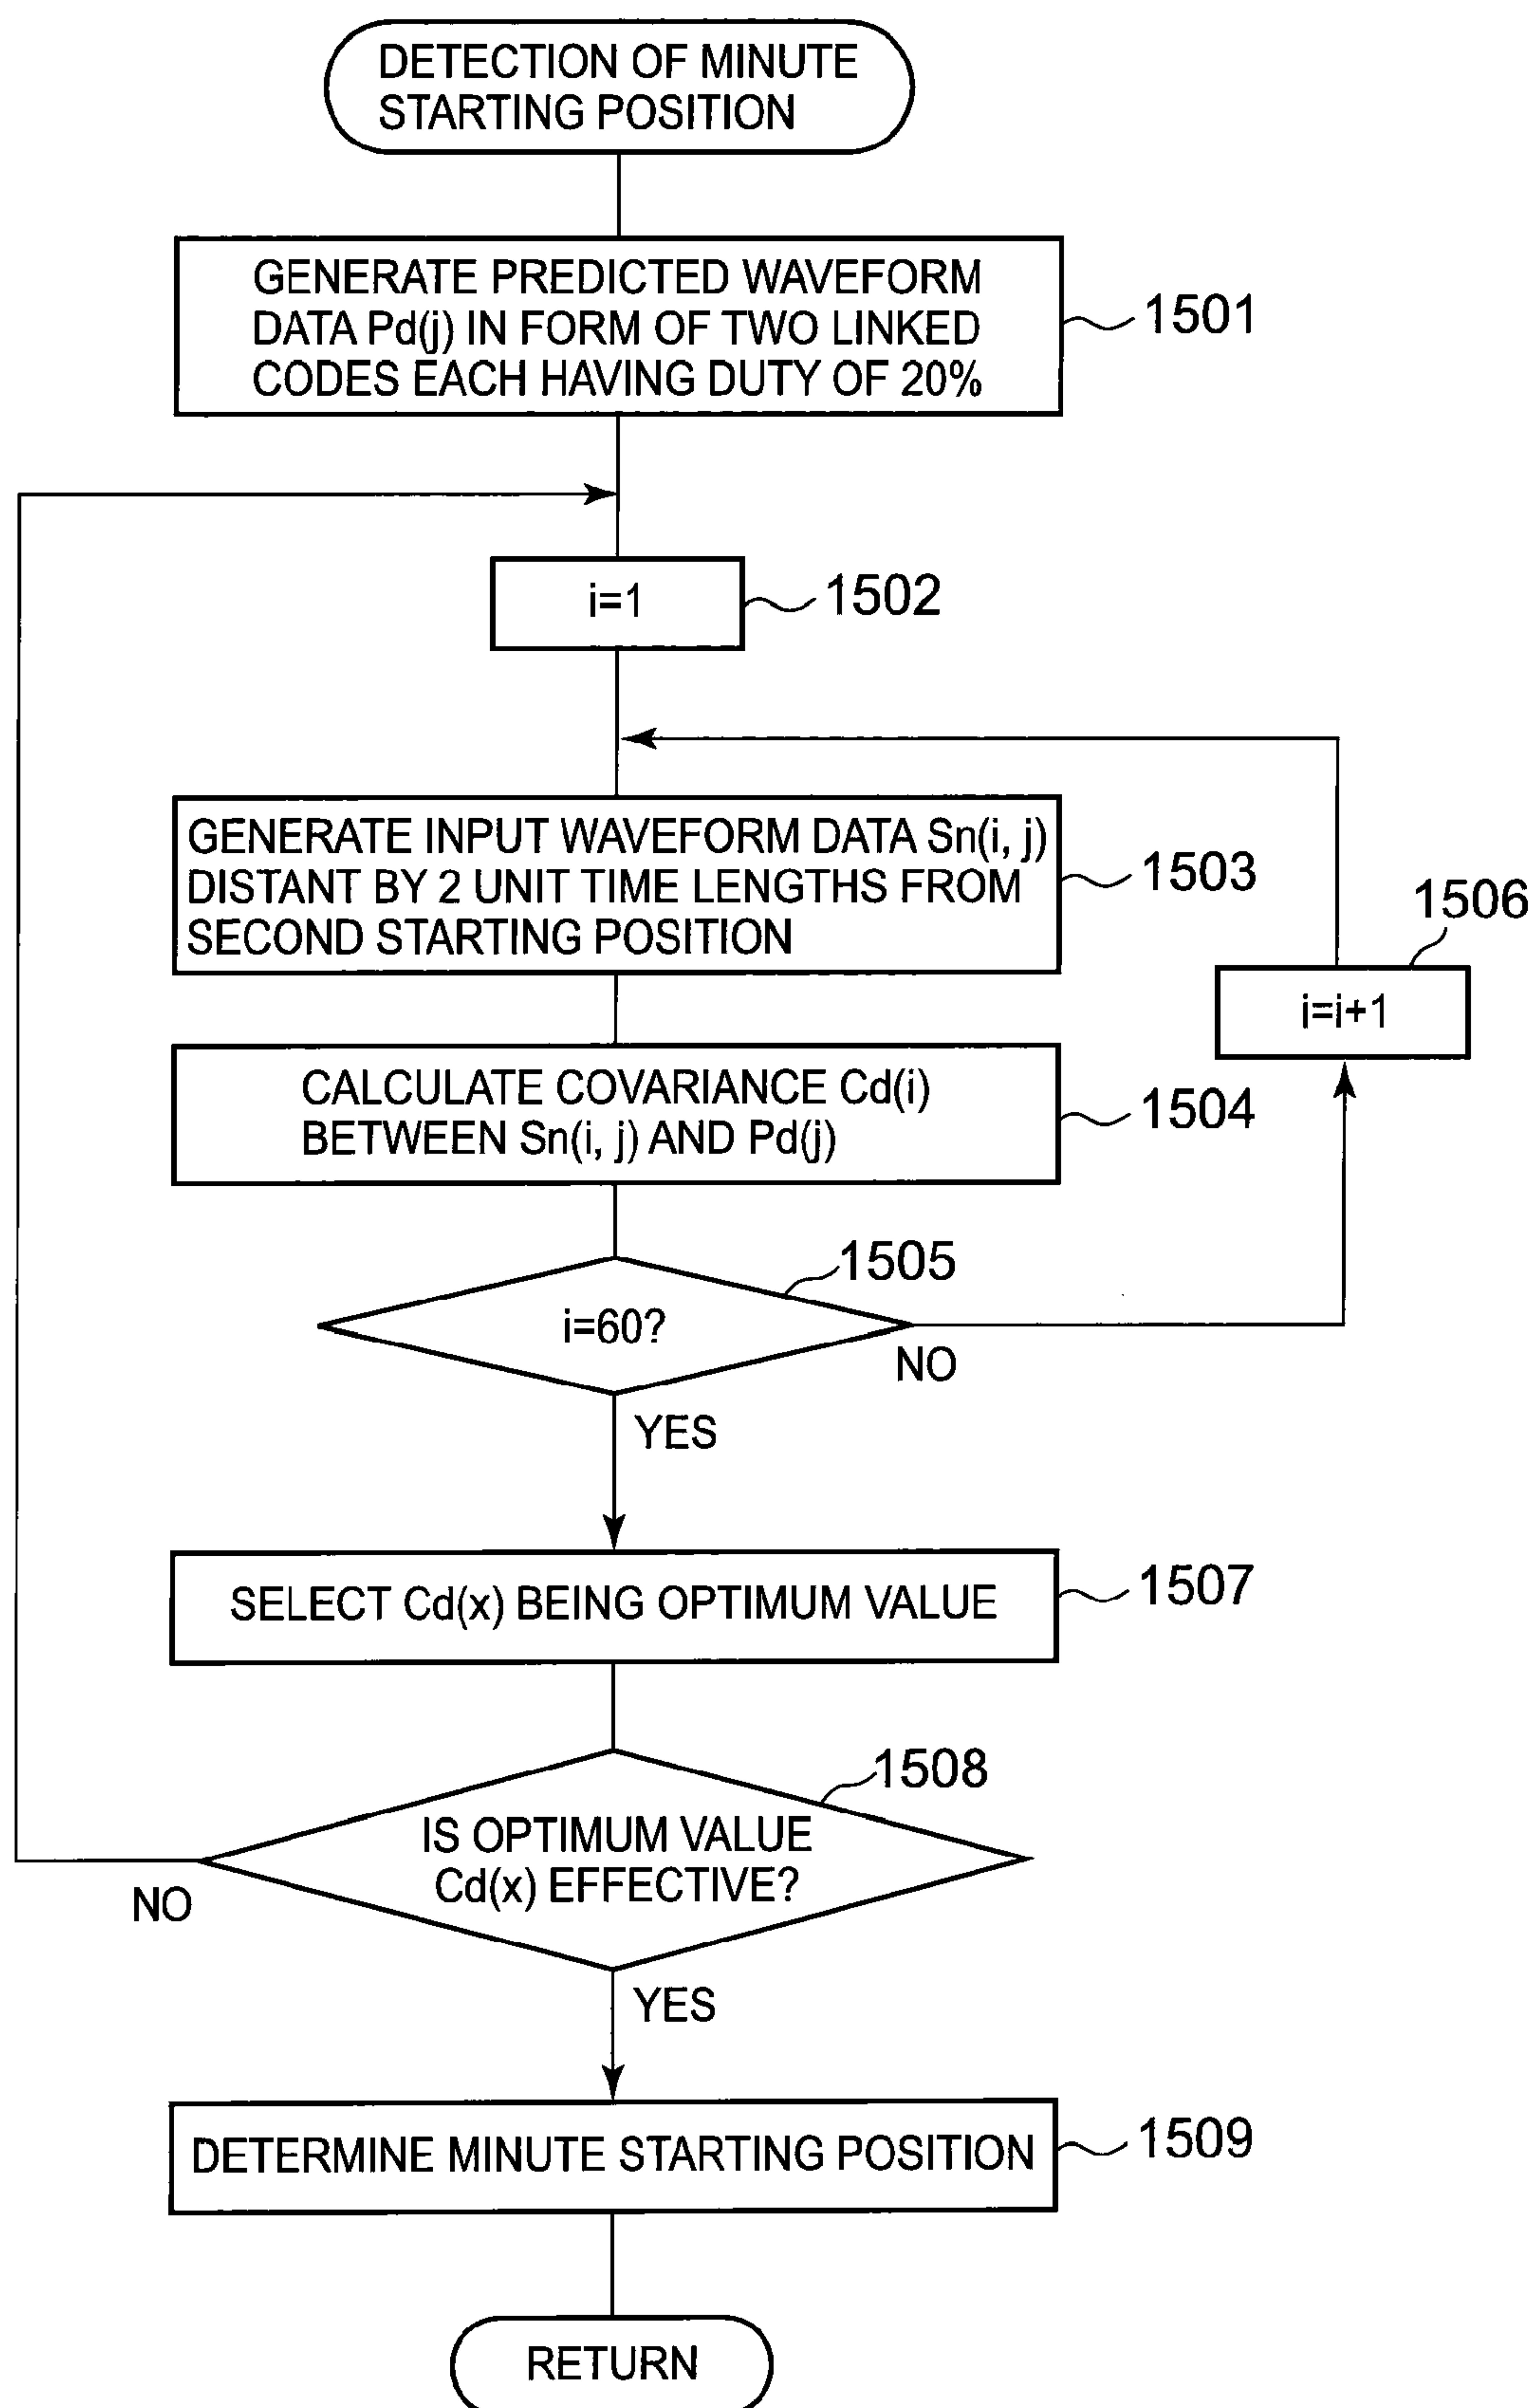 DETECTION OF MINUTE
STARTING POSITION
GENERATE PREDICTED WAVEFORM
DATA Pd(j) IN FORM OF TWO LINKED
CODES EACH HAVING DUTY OF 20%
1501
i=1
1502
GENERATE INPUT WAVEFORM DATA Sn(i, j)
DISTANT BY 2 UNIT TIME LENGTHS FROM
SECOND STARTING POSITION
1503
1506
i=i+1
CALCULATE COVARIANCE Cd(i)
BETWEEN Sn(i, j) AND Pd(j)
1504
1505
i=60?
NO
YES
SELECT Cd(x) BEING OPTIMUM VALUE
1507
1508
IS OPTIMUM VALUE
Cd(x) EFFECTIVE?
NO
YES
DETERMINE MINUTE STARTING POSITION
1509
RETURN